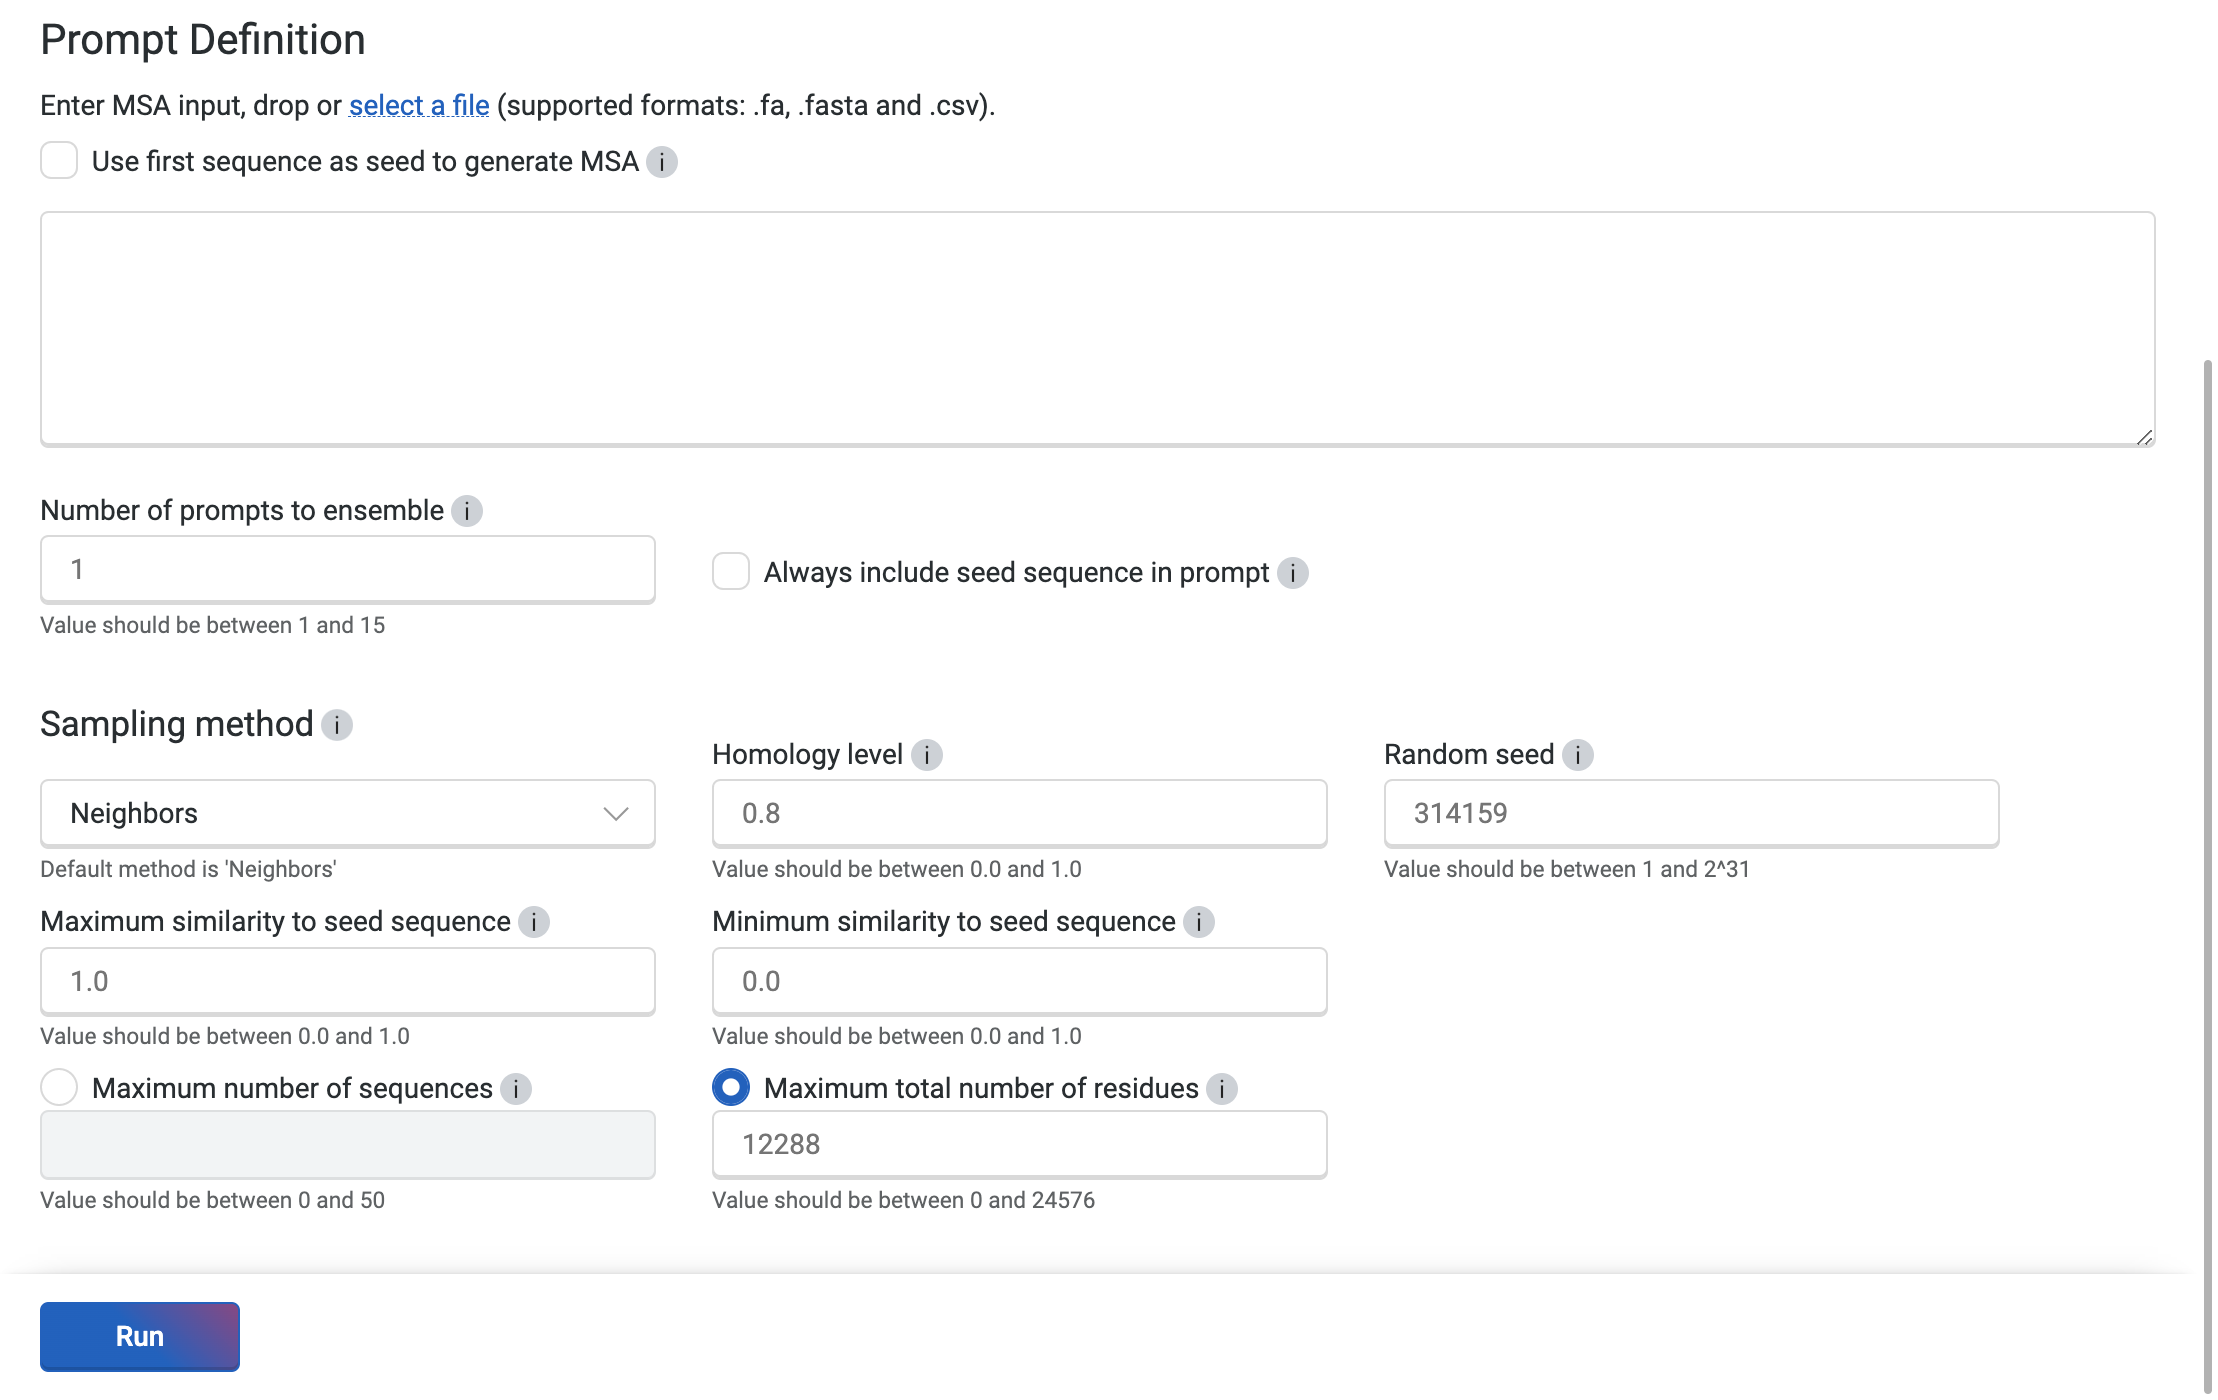 Prompt Definition
Enter MSA input, drop or select a file (supported formats: .fa, .fasta and .csv).
Use first sequence as seed to generate MSA i
Number of prompts to ensemble i
1
Always include seed sequence in prompt i
Value should be between 1 and 15
Sampling method i
Homology level i
Random seed i
Neighbors
0.8
314159
Default method is 'Neighbors'
Value should be between 0.0 and 1.0
Value should be between 1 and 2^31
Maximum similarity to seed sequence i
Minimum similarity to seed sequence i
1.0
0.0
Value should be between 0.0 and 1.0
Value should be between 0.0 and 1.0
Maximum number of sequences i
Maximum total number of residues i
12288
Value should be between 0 and 50
Value should be between 0 and 24576
Run